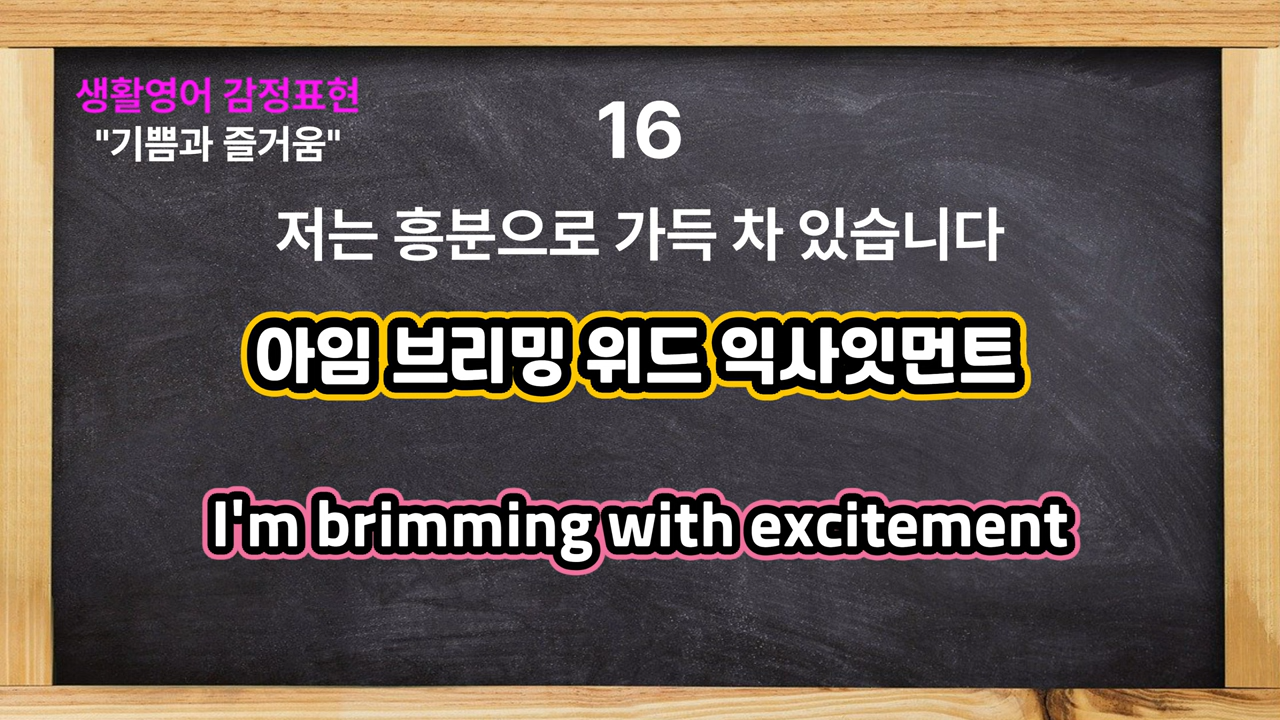 생활영어 감정표현
"기쁨과 즐거움"
16
저는 흥분으로 가득 차 있습니다
아임 브리밍 위드 익사잇먼트
I'm brimming with excitement